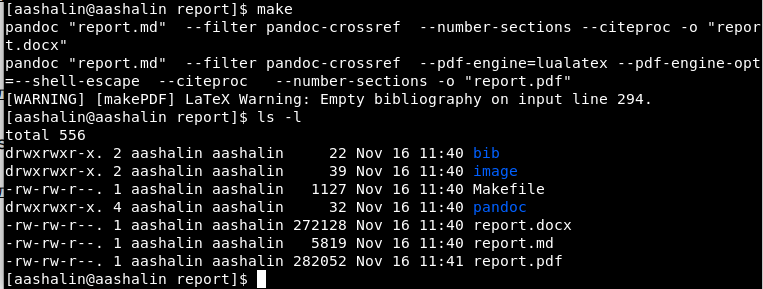 [aashalin@aashalin report]$ make
pandoc "report.md"  --filter pandoc-crossref  --number-sections --citeproc -o "repor
t.docx"
pandoc "report.md"  --filter pandoc-crossref  --pdf-engine=lualatex --pdf-engine-opt
=--shell-escape  --citeproc   --number-sections -o "report.pdf"
[WARNING] [makePDF] LaTeX Warning: Empty bibliography on input line 294.
[aashalin@aashalin report]$ ls -l
total 556
drwxrwxr-x. 2 aashalin aashalin     22 Nov 16 11:40 bib
drwxrwxr-x. 2 aashalin aashalin     39 Nov 16 11:40 image
-rw-rw-r--. 1 aashalin aashalin   1127 Nov 16 11:40 Makefile
drwxrwxr-x. 4 aashalin aashalin     32 Nov 16 11:40 pandoc
-rw-rw-r--. 1 aashalin aashalin 272128 Nov 16 11:40 report.docx
-rw-rw-r--. 1 aashalin aashalin   5819 Nov 16 11:40 report.md
-rw-rw-r--. 1 aashalin aashalin 282052 Nov 16 11:41 report.pdf
[aashalin@aashalin report]$